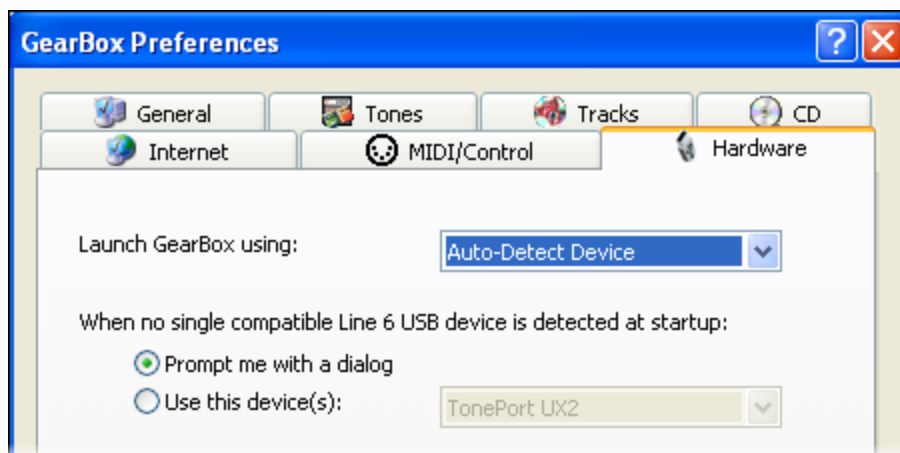 GearBox Preferences
General Tones Tracks CD
Internet MIDI/Control Hardware
Launch GearBox using: Auto-Detect Device
When no single compatible Line 6 USB device is detected at startup:
Prompt me with a dialog
Use this device(s): TonePort UX2